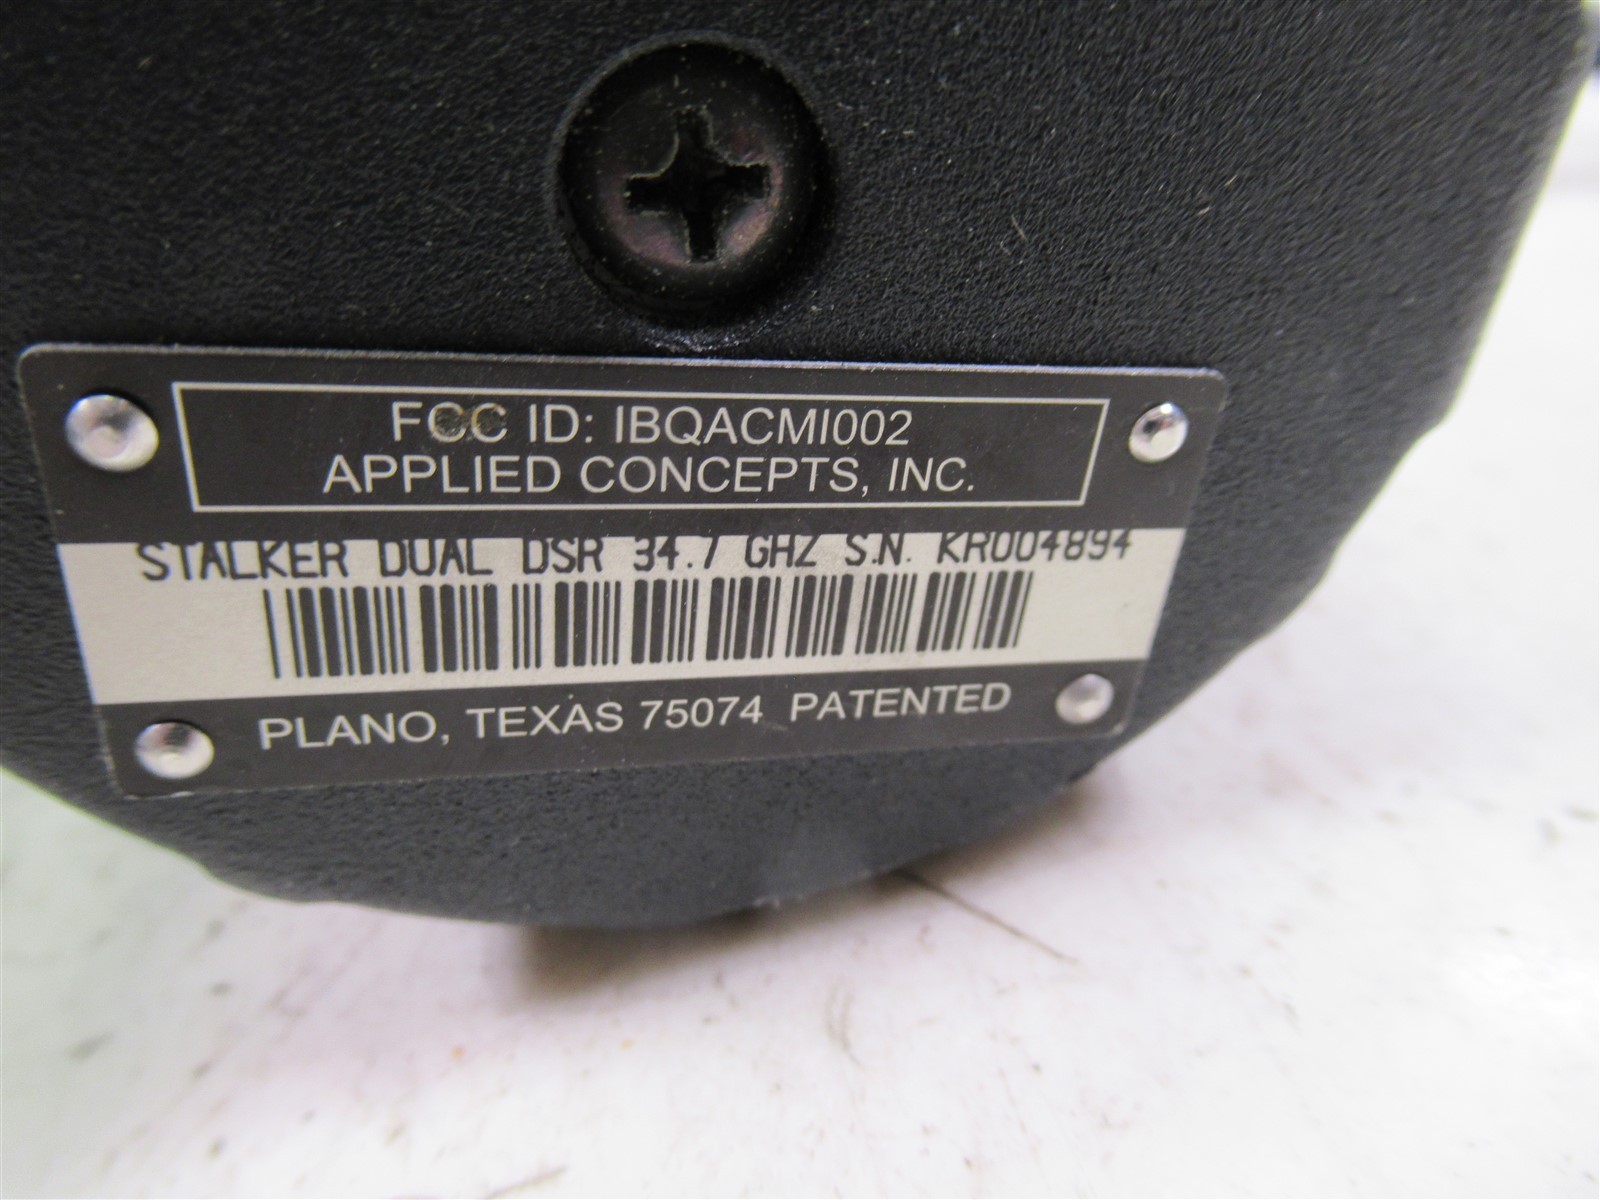 FCC ID: IBQACMI002
APPLIED CONCEPTS, INC.
STALKER DUAL DSR 34.7 GHZ S.N. KR004894
PLANO, TEXAS 75074 PATENTED